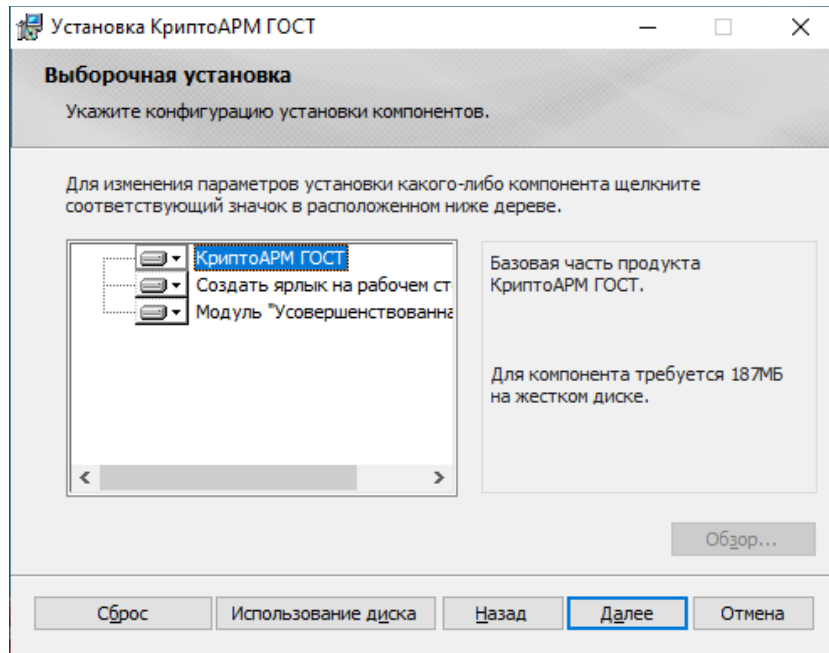 Установка КриптоАРМ ГОСТ
Выборочная установка
Укажите конфигурацию установки компонентов.
Для изменения параметров установки какого-либо компонента щелкните
соответствующий значок в расположенном ниже дереве.
КриптоАРМ ГОСТ
Создать ярлык на рабочем ст
Модуль "Усовершенствованна
Базовая часть продукта
КриптоАРМ ГОСТ.
Для компонента требуется 187МБ
на жестком диске.
Обзор...
Сброс Использование диска Назад Далее Отмена